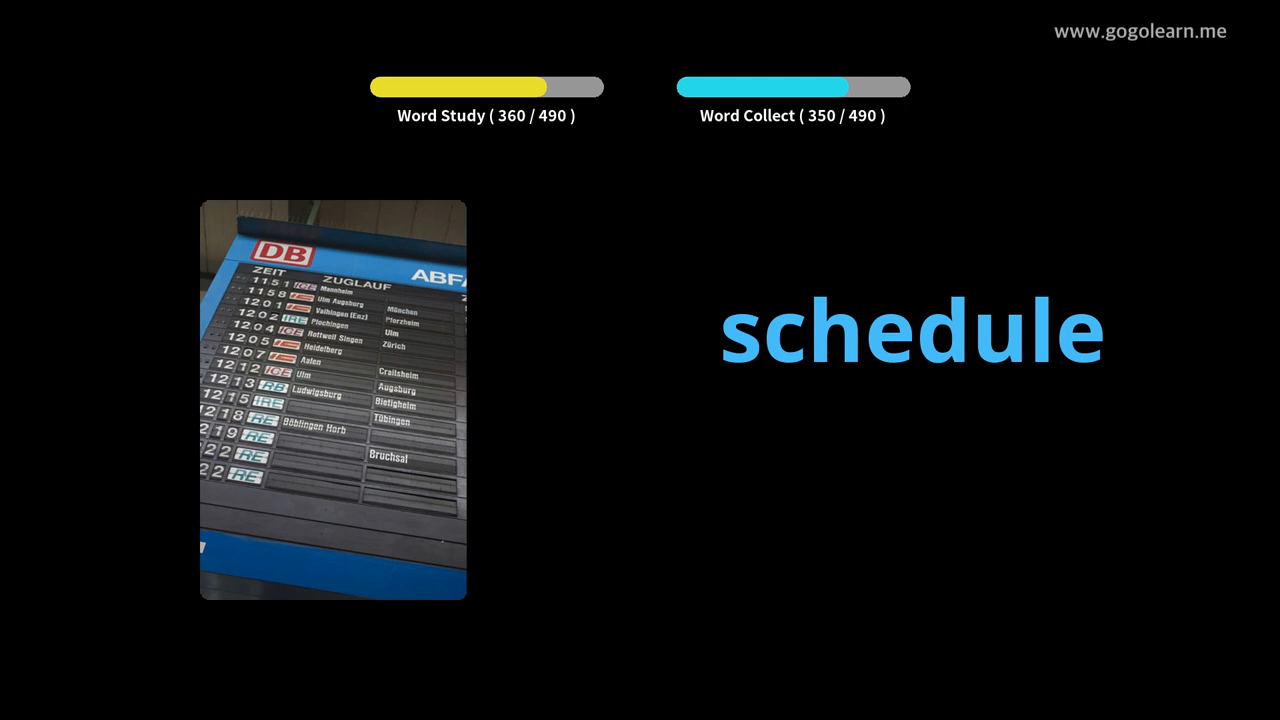 www.gogolearn.me
Word Study ( 360 / 490 )
Word Collect ( 350 / 490 )
schedule
DB
ZEIT ZUGLAUF ABFA
1151 ICE Mannheim
1158 Ulm Augsburg München
1201 Vaihingen (Enz) Pforzheim
1202 IRE Plochingen Ulm
1204 ICE Rottweil Singen Zürich
1205 Heidelberg
1207 Aalen Crailsheim
1212 ICE Ulm Augsburg
1213 RB Ludwigsburg Bietigheim
1215 IRE Tübingen
1218 RE Böblingen Horb
219 RE
22 RE Bruchsal
22 RE